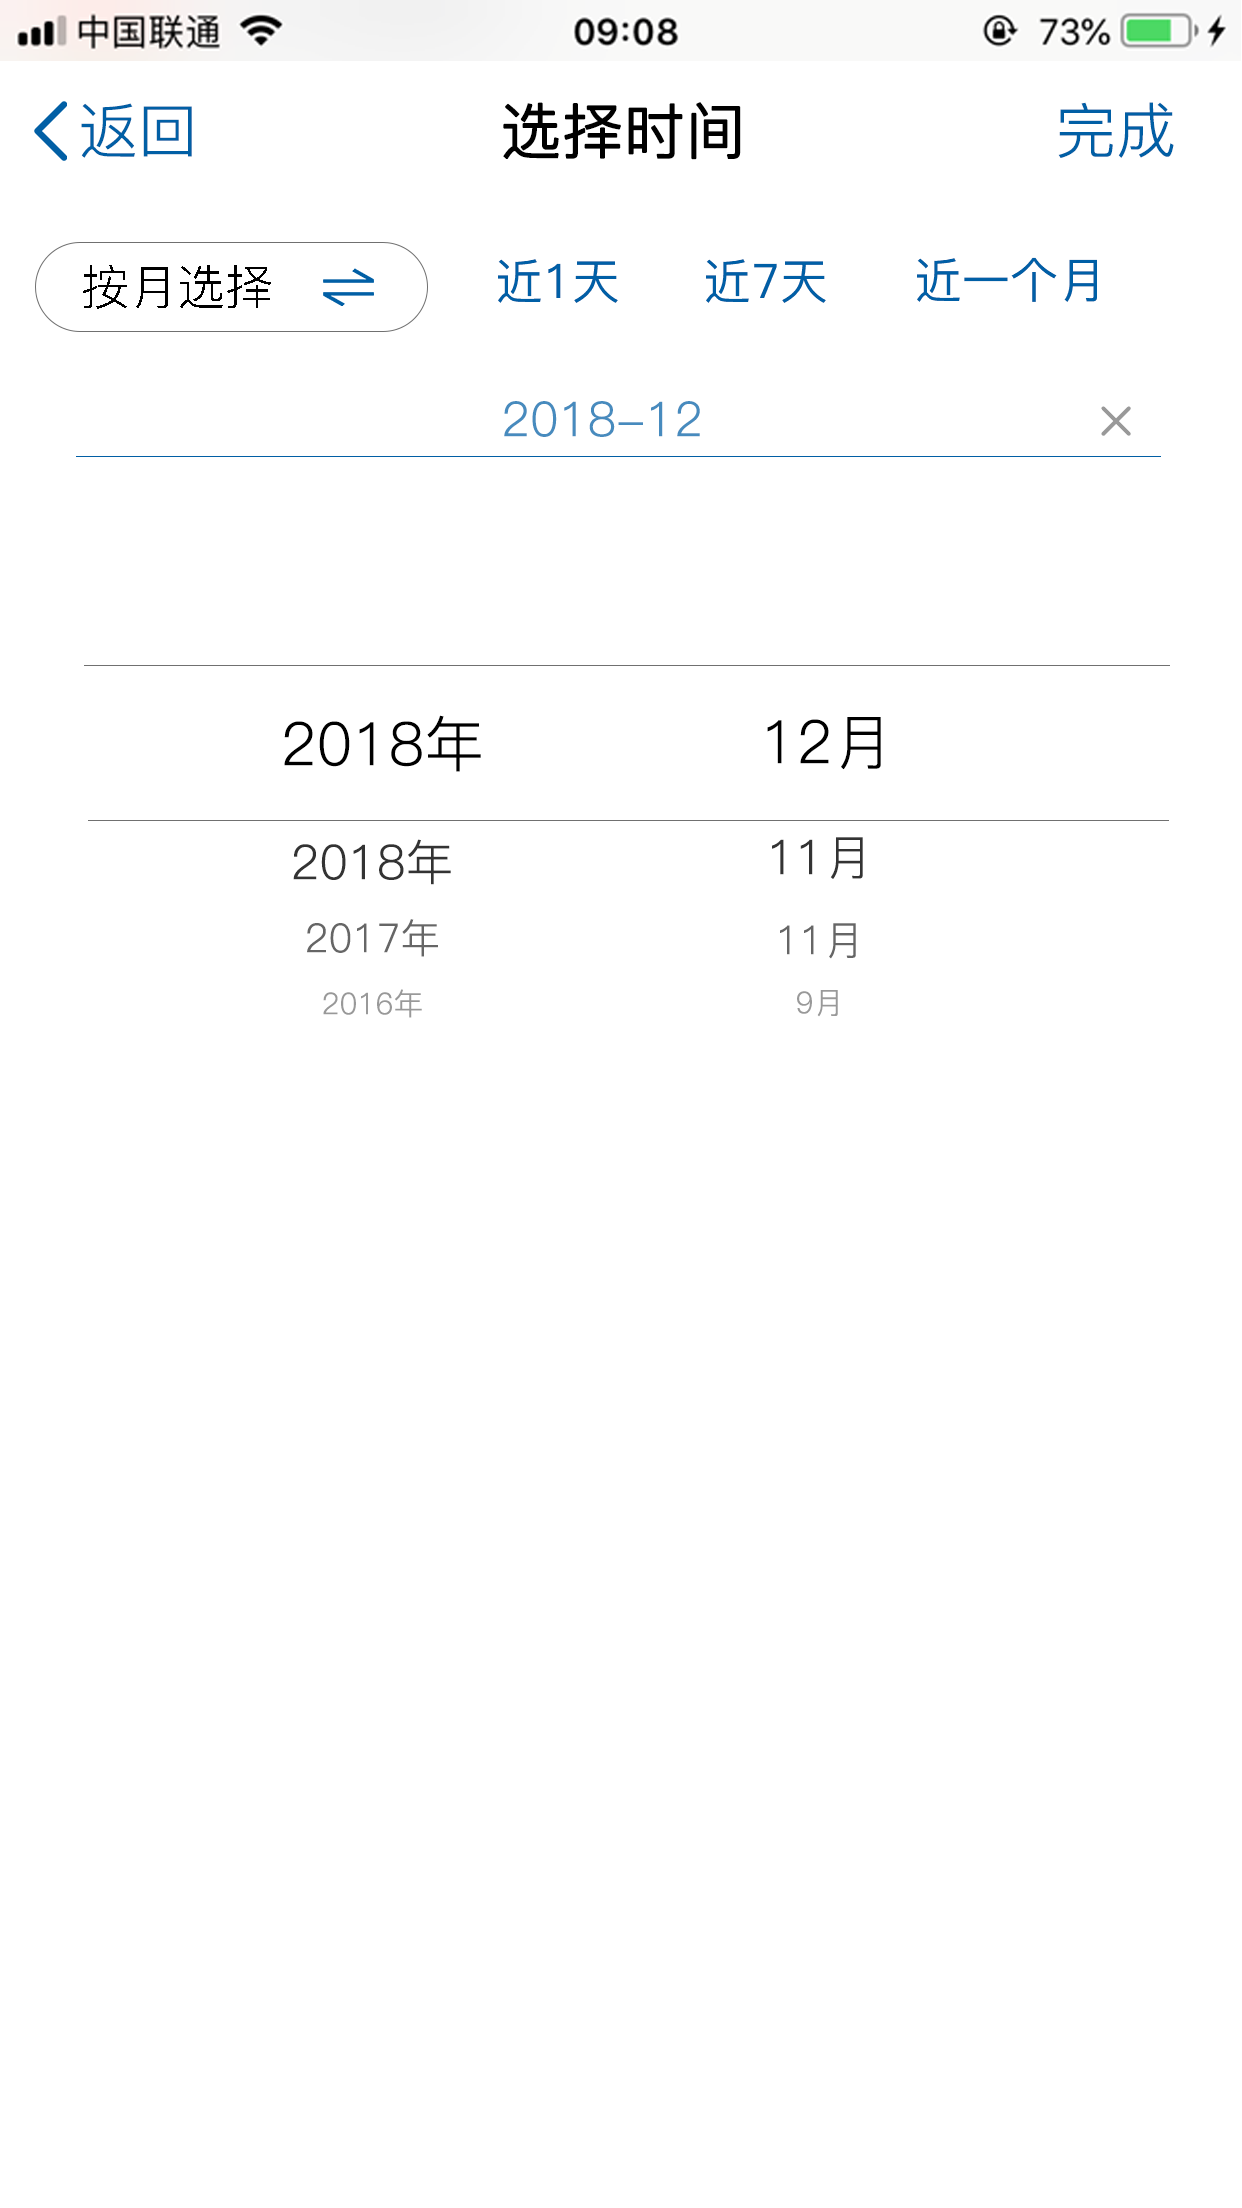 中国联通 09:08 73%
返回 选择时间 完成
按月选择 近1天 近7天 近一个月
2018-12
2018年 12月
2018年 11月
2017年 11月
2016年 9月